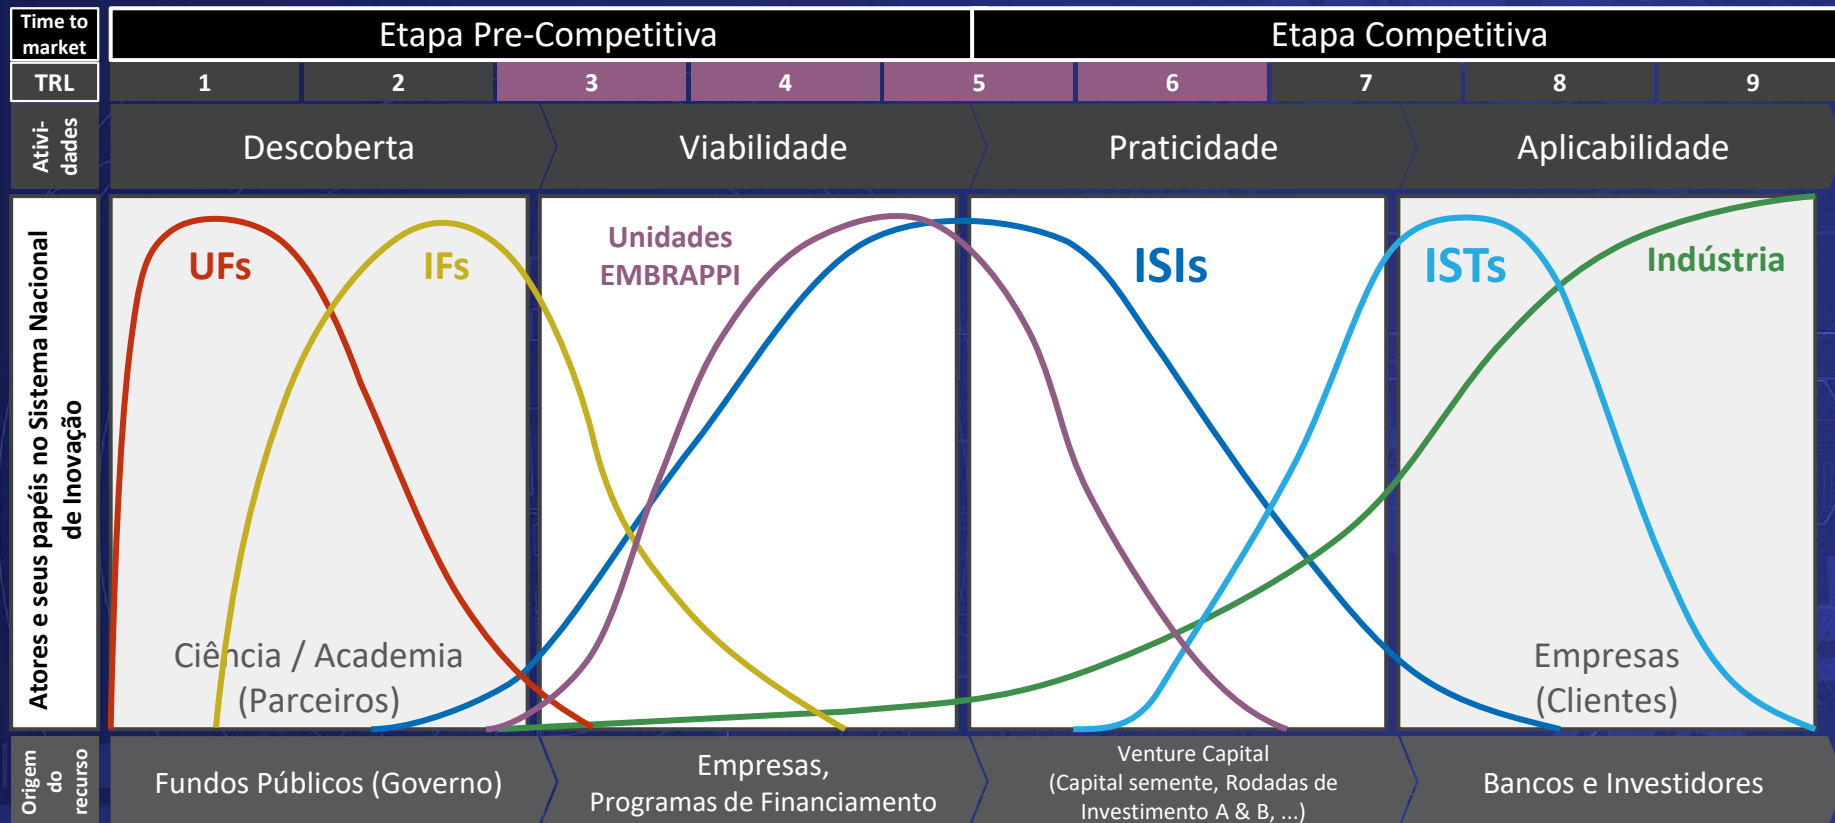 Time to
market
Etapa Pre-Competitiva
Etapa Competitiva
TRL
1
2
3
4
5
6
7
8
9
Ativi-
dades
Descoberta
Viabilidade
Praticidade
Aplicabilidade
Atores e seus papéis no Sistema Nacional
de Inovação
UFs
IFs
Unidades
EMBRAPPI
ISIs
ISTs
Indústria
Ciência / Academia
(Parceiros)
Empresas
(Clientes)
Origem
do
recurso
Fundos Públicos (Governo)
Empresas,
Programas de Financiamento
Venture Capital
(Capital semente, Rodadas de
Investimento A & B, ...)
Bancos e Investidores